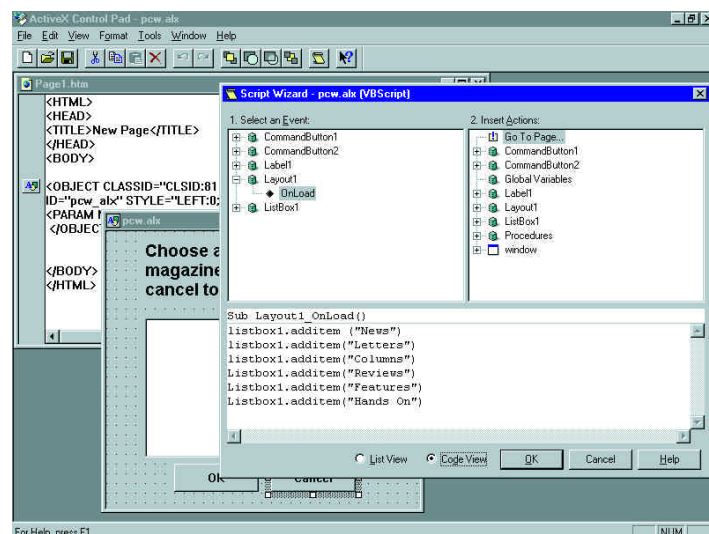 ActiveX Control Pad - pcw.alx
File Edit View Format Tools Window Help
Page1.htm
<HTML>
<HEAD>
<TITLE>New Page</TITLE>
</HEAD>
<BODY>
<OBJECT CLASSID="CLSID:81
ID="pcw_alx" STYLE="LEFT:0;
<PARAM
</OBJEC
</BODY>
</HTML>
pcw.alx
Choose a
magazine
cancel to
OK
Cancel
Script Wizard - pcw.alx (VBScript)
1. Select an Event:
CommandButton1
CommandButton2
Label1
Layout1
OnLoad
ListBox1
2. Insert Actions:
Go To Page...
CommandButton1
CommandButton2
Global Variables
Label1
Layout1
ListBox1
Procedures
window
Sub Layout1_OnLoad()
listbox1.additem ("News")
listbox1.additem("Letters")
listbox1.additem("Columns")
Listbox1.additem("Reviews")
Listbox1.additem("Features")
Listbox1.additem("Hands On")
List View Code View OK Cancel Help
For Help, press F1 NUM